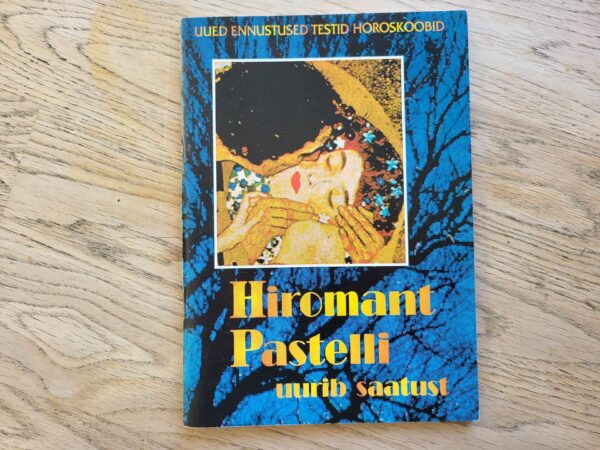 UUED ENNUSTUSED TESTID HOROSKOOBID
Hiromant
Pastelli
uurib saatust